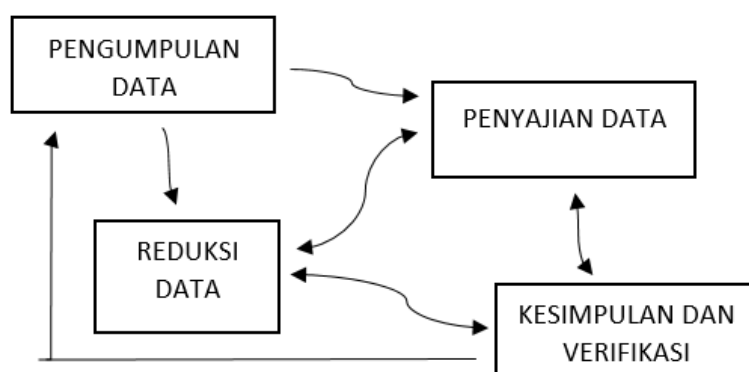 PENGUMPULAN
DATA
PENYAJIAN DATA
REDUKSI
DATA
KESIMPULAN DAN
VERIFIKASI